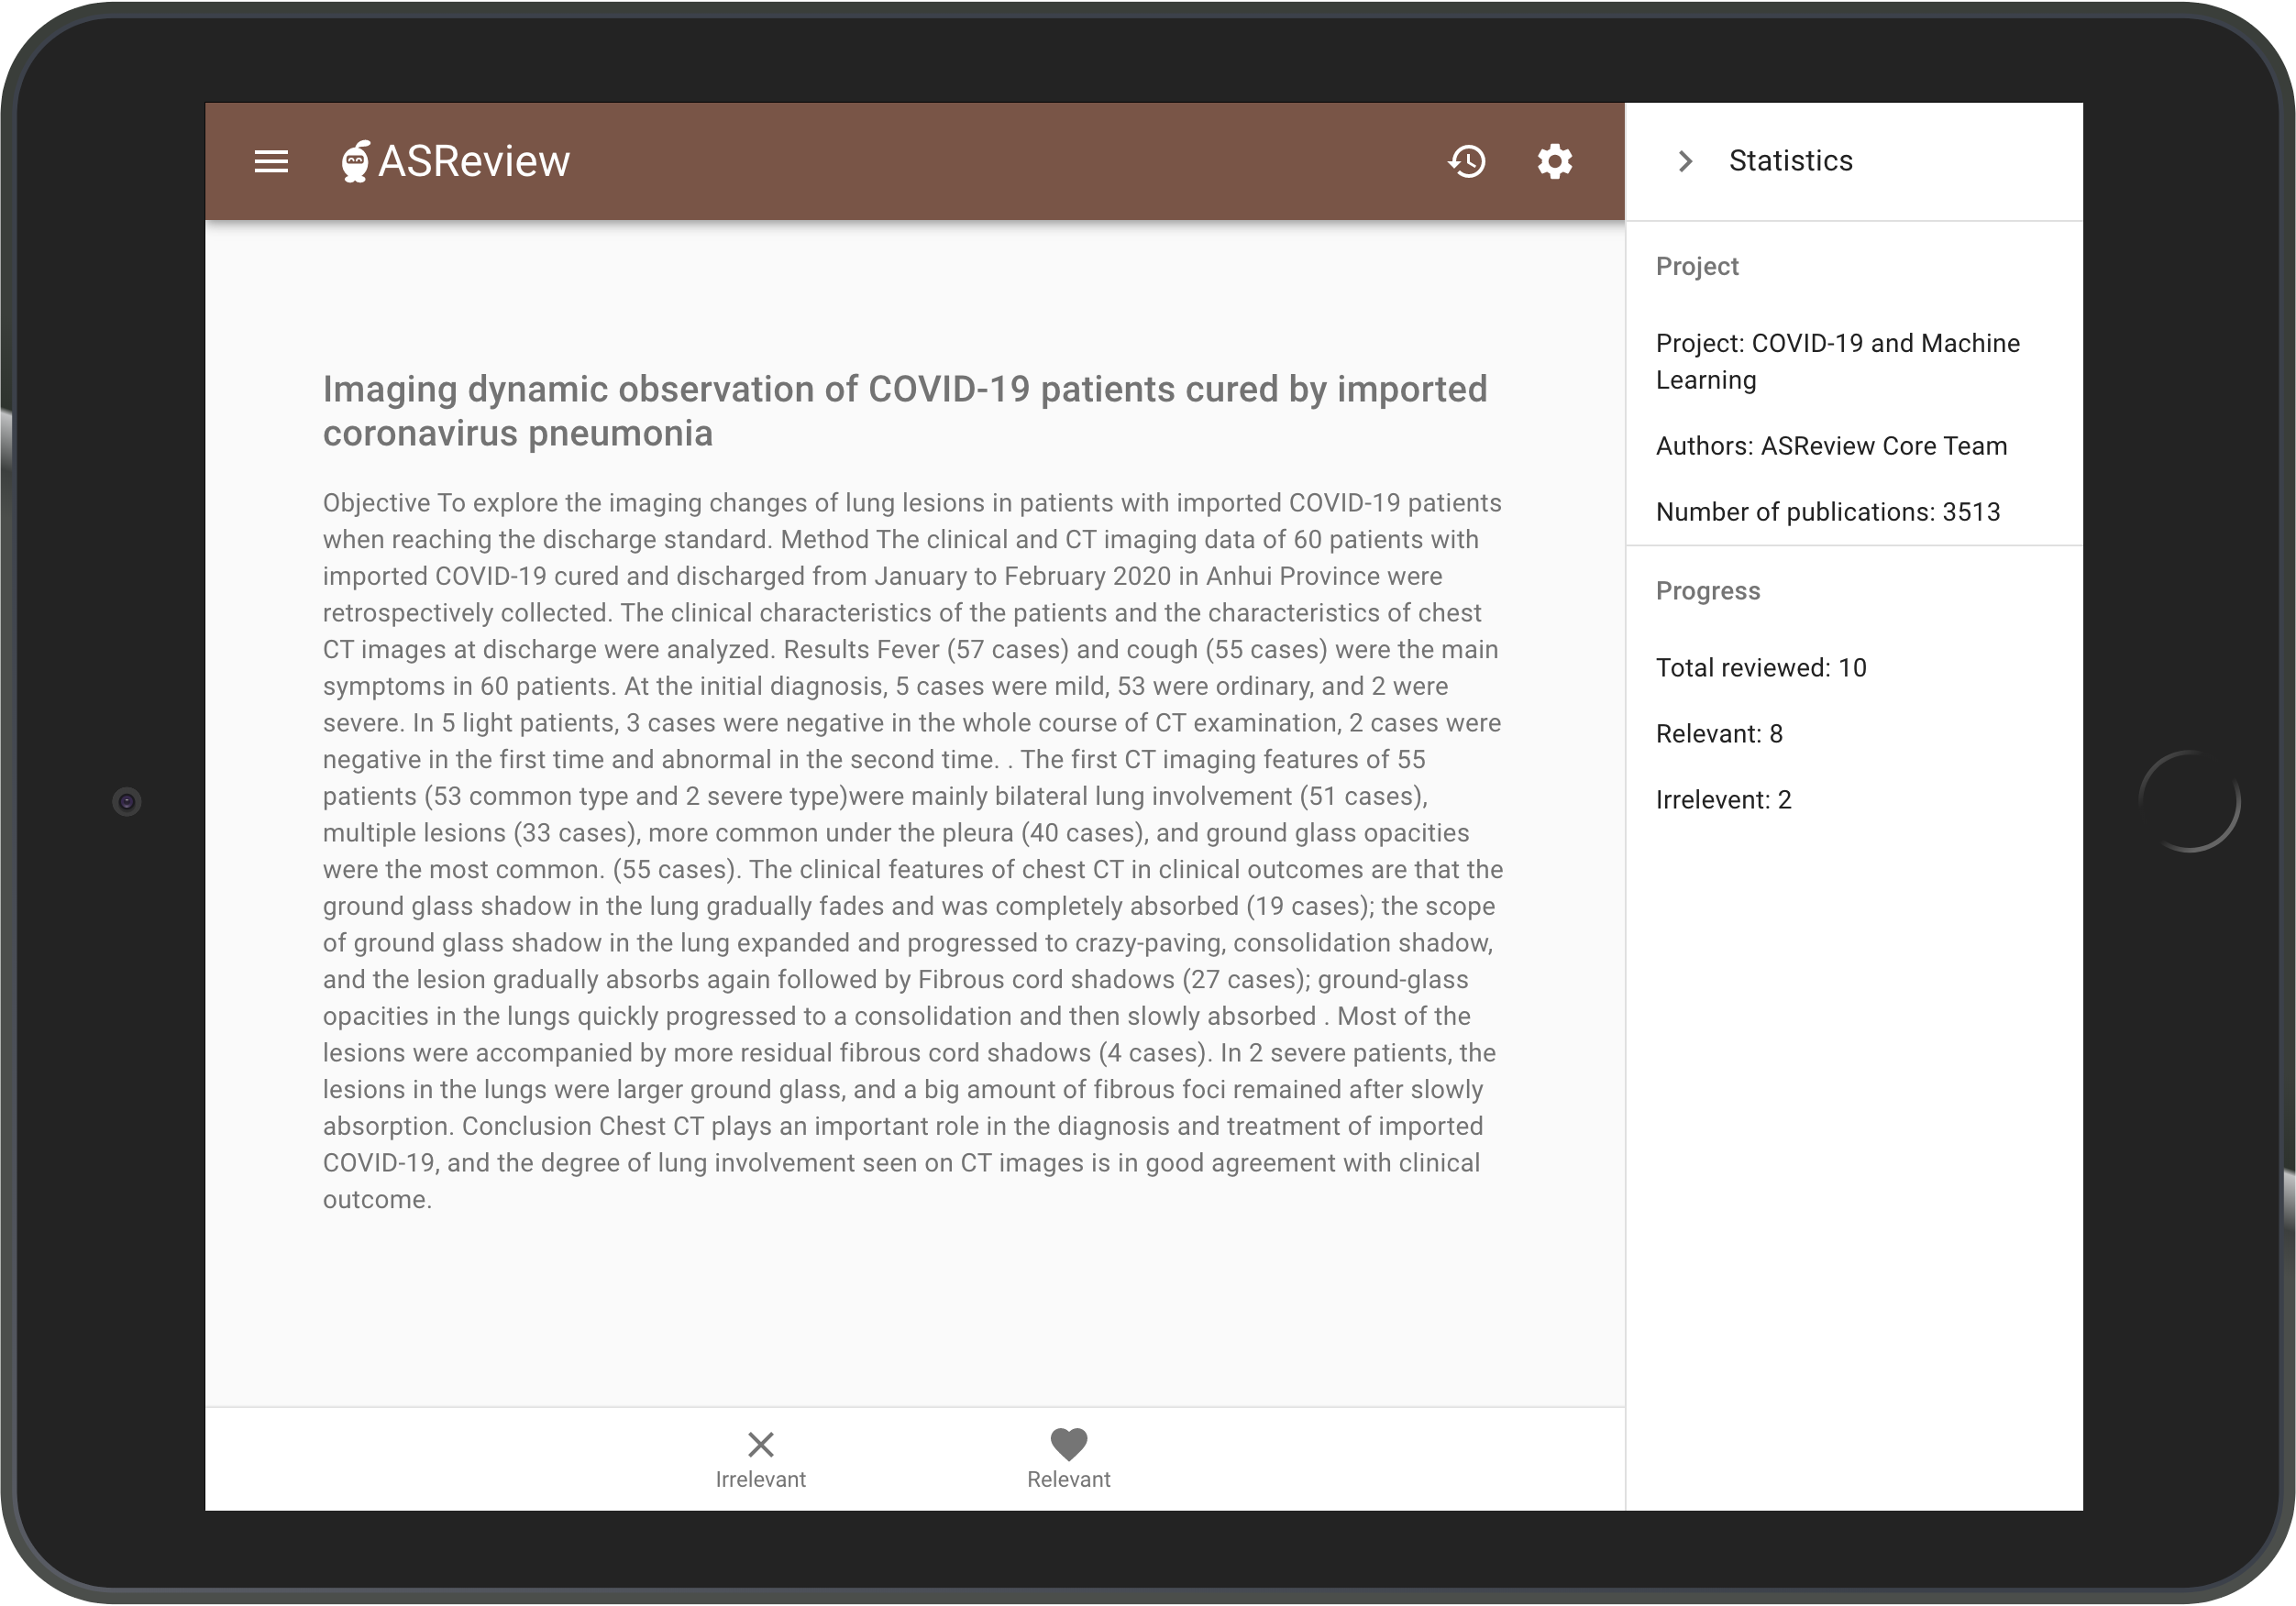 ASReview
Imaging dynamic observation of COVID-19 patients cured by imported
coronavirus pneumonia
Objective To explore the imaging changes of lung lesions in patients with imported COVID-19 patients
when reaching the discharge standard. Method The clinical and CT imaging data of 60 patients with
imported COVID-19 cured and discharged from January to February 2020 in Anhui Province were
retrospectively collected. The clinical characteristics of the patients and the characteristics of chest
CT images at discharge were analyzed. Results Fever (57 cases) and cough (55 cases) were the main
symptoms in 60 patients. At the initial diagnosis, 5 cases were mild, 53 were ordinary, and 2 were
severe. In 5 light patients, 3 cases were negative in the whole course of CT examination, 2 cases were
negative in the first time and abnormal in the second time. . The first CT imaging features of 55
patients (53 common type and 2 severe type)were mainly bilateral lung involvement (51 cases),
multiple lesions (33 cases), more common under the pleura (40 cases), and ground glass opacities
were the most common. (55 cases). The clinical features of chest CT in clinical outcomes are that the
ground glass shadow in the lung gradually fades and was completely absorbed (19 cases); the scope
of ground glass shadow in the lung expanded and progressed to crazy-paving, consolidation shadow,
and the lesion gradually absorbs again followed by Fibrous cord shadows (27 cases); ground-glass
opacities in the lungs quickly progressed to a consolidation and then slowly absorbed . Most of the
lesions were accompanied by more residual fibrous cord shadows (4 cases). In 2 severe patients, the
lesions in the lungs were larger ground glass, and a big amount of fibrous foci remained after slowly
absorption. Conclusion Chest CT plays an important role in the diagnosis and treatment of imported
COVID-19, and the degree of lung involvement seen on CT images is in good agreement with clinical
outcome.
Irrelevant
Relevant
Statistics
Project
Project: COVID-19 and Machine
Learning
Authors: ASReview Core Team
Number of publications: 3513
Progress
Total reviewed: 10
Relevant: 8
Irrelevent: 2